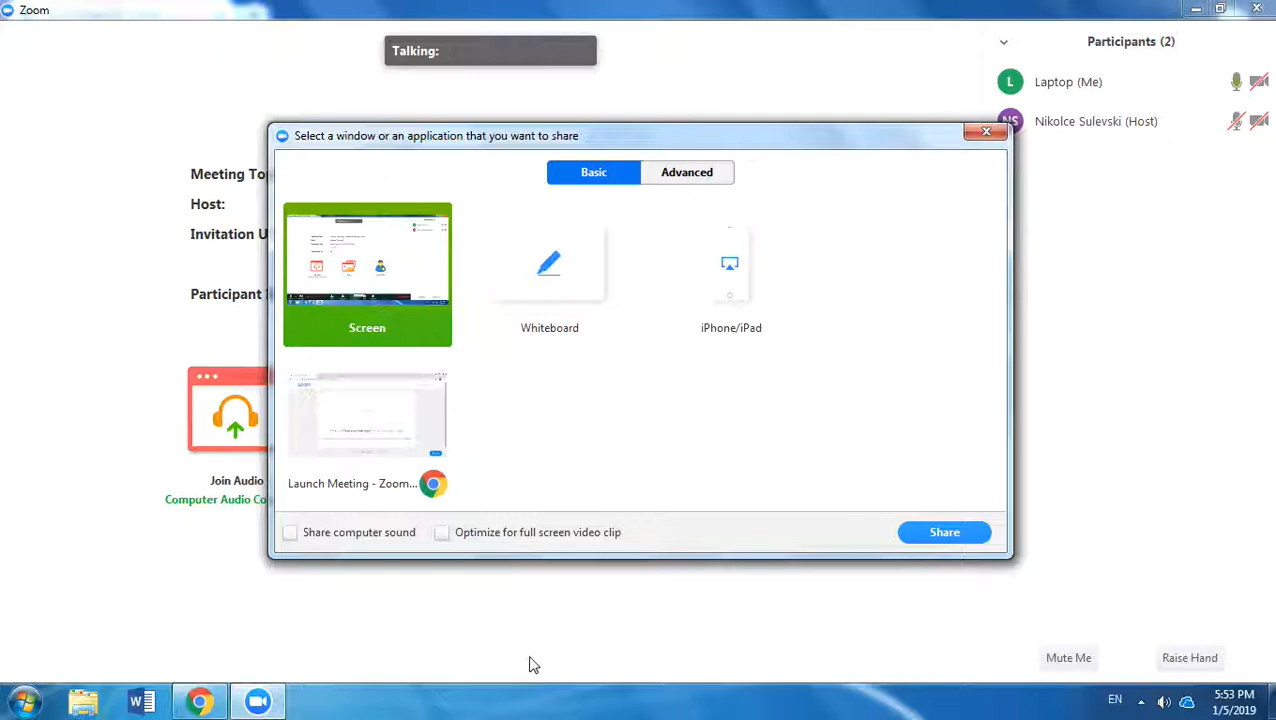 Zoom
Talking:
Participants (2)
Laptop (Me)
Nikolce Sulevski (Host)
Select a window or an application that you want to share
Basic
Advanced
Meeting To
Host:
Invitation U
Participant
Screen
Whiteboard
iPhone/iPad
Launch Meeting - Zoom...
Join Audio
Computer Audio Co
Share computer sound
Optimize for full screen video clip
Share
Mute Me
Raise Hand
L
NS
EN
5:53 PM
1/5/2019